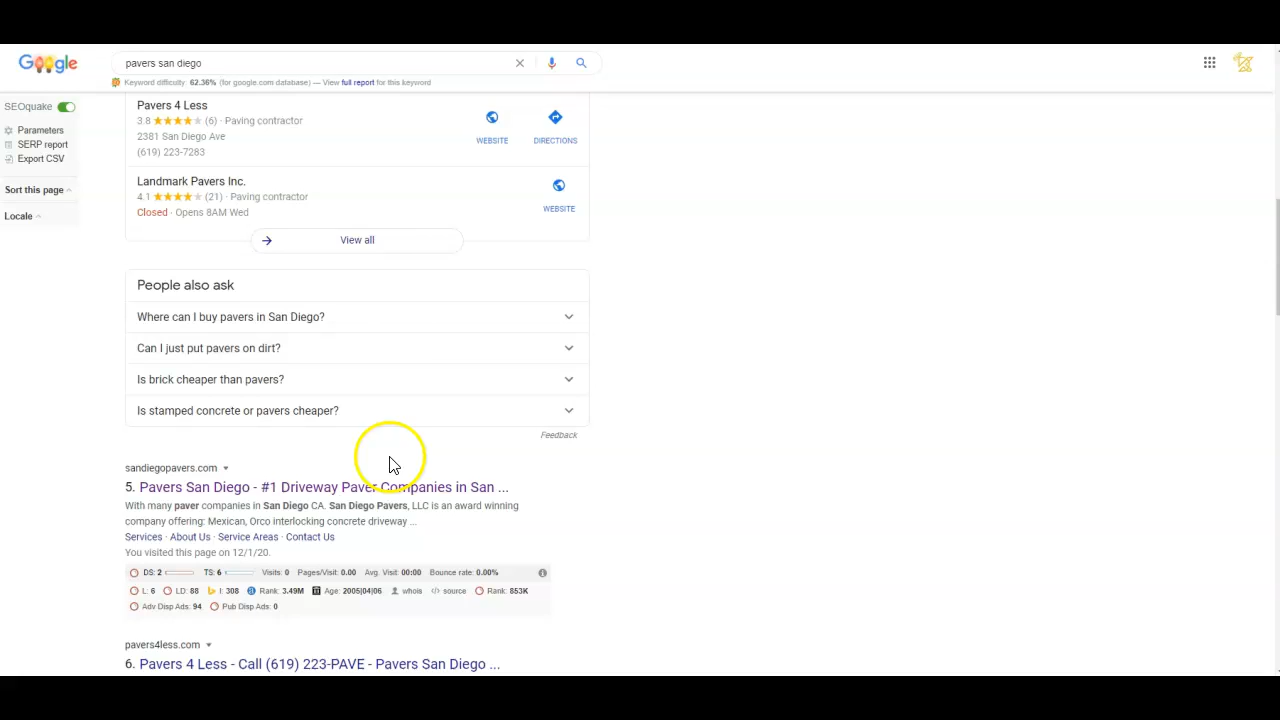 Google
pavers san diego
Keyword difficulty: 62.36% (for google.com database) — View full report for this keyword
SEOquake
Parameters
SERP report
Export CSV
Sort this page
Locale
Pavers 4 Less
3.8 ★★★★★ (6) · Paving contractor
2381 San Diego Ave
(619) 223-7283
WEBSITE
DIRECTIONS
Landmark Pavers Inc.
4.1 ★★★★★ (21) · Paving contractor
Closed · Opens 8AM Wed
WEBSITE
View all
People also ask
Where can I buy pavers in San Diego?
Can I just put pavers on dirt?
Is brick cheaper than pavers?
Is stamped concrete or pavers cheaper?
Feedback
sandiegopavers.com
5. Pavers San Diego - #1 Driveway Paver Companies in San ...
With many paver companies in San Diego CA. San Diego Pavers, LLC is an award winning
company offering: Mexican, Orco interlocking concrete driveway ...
Services · About Us · Service Areas · Contact Us
You visited this page on 12/1/20.
DS: 2 TS: 6 Visits: 0 Pages/Visit: 0.00 Avg. Visit: 00:00 Bounce rate: 0.00%
L: 6 LD: 88 I: 308 Rank: 3.49M Age: 2005|04|06 whois source Rank: 853K
Adv Disp Ads: 94 Pub Disp Ads: 0
pavers4less.com
6. Pavers 4 Less - Call (619) 223-PAVE - Pavers San Diego ...